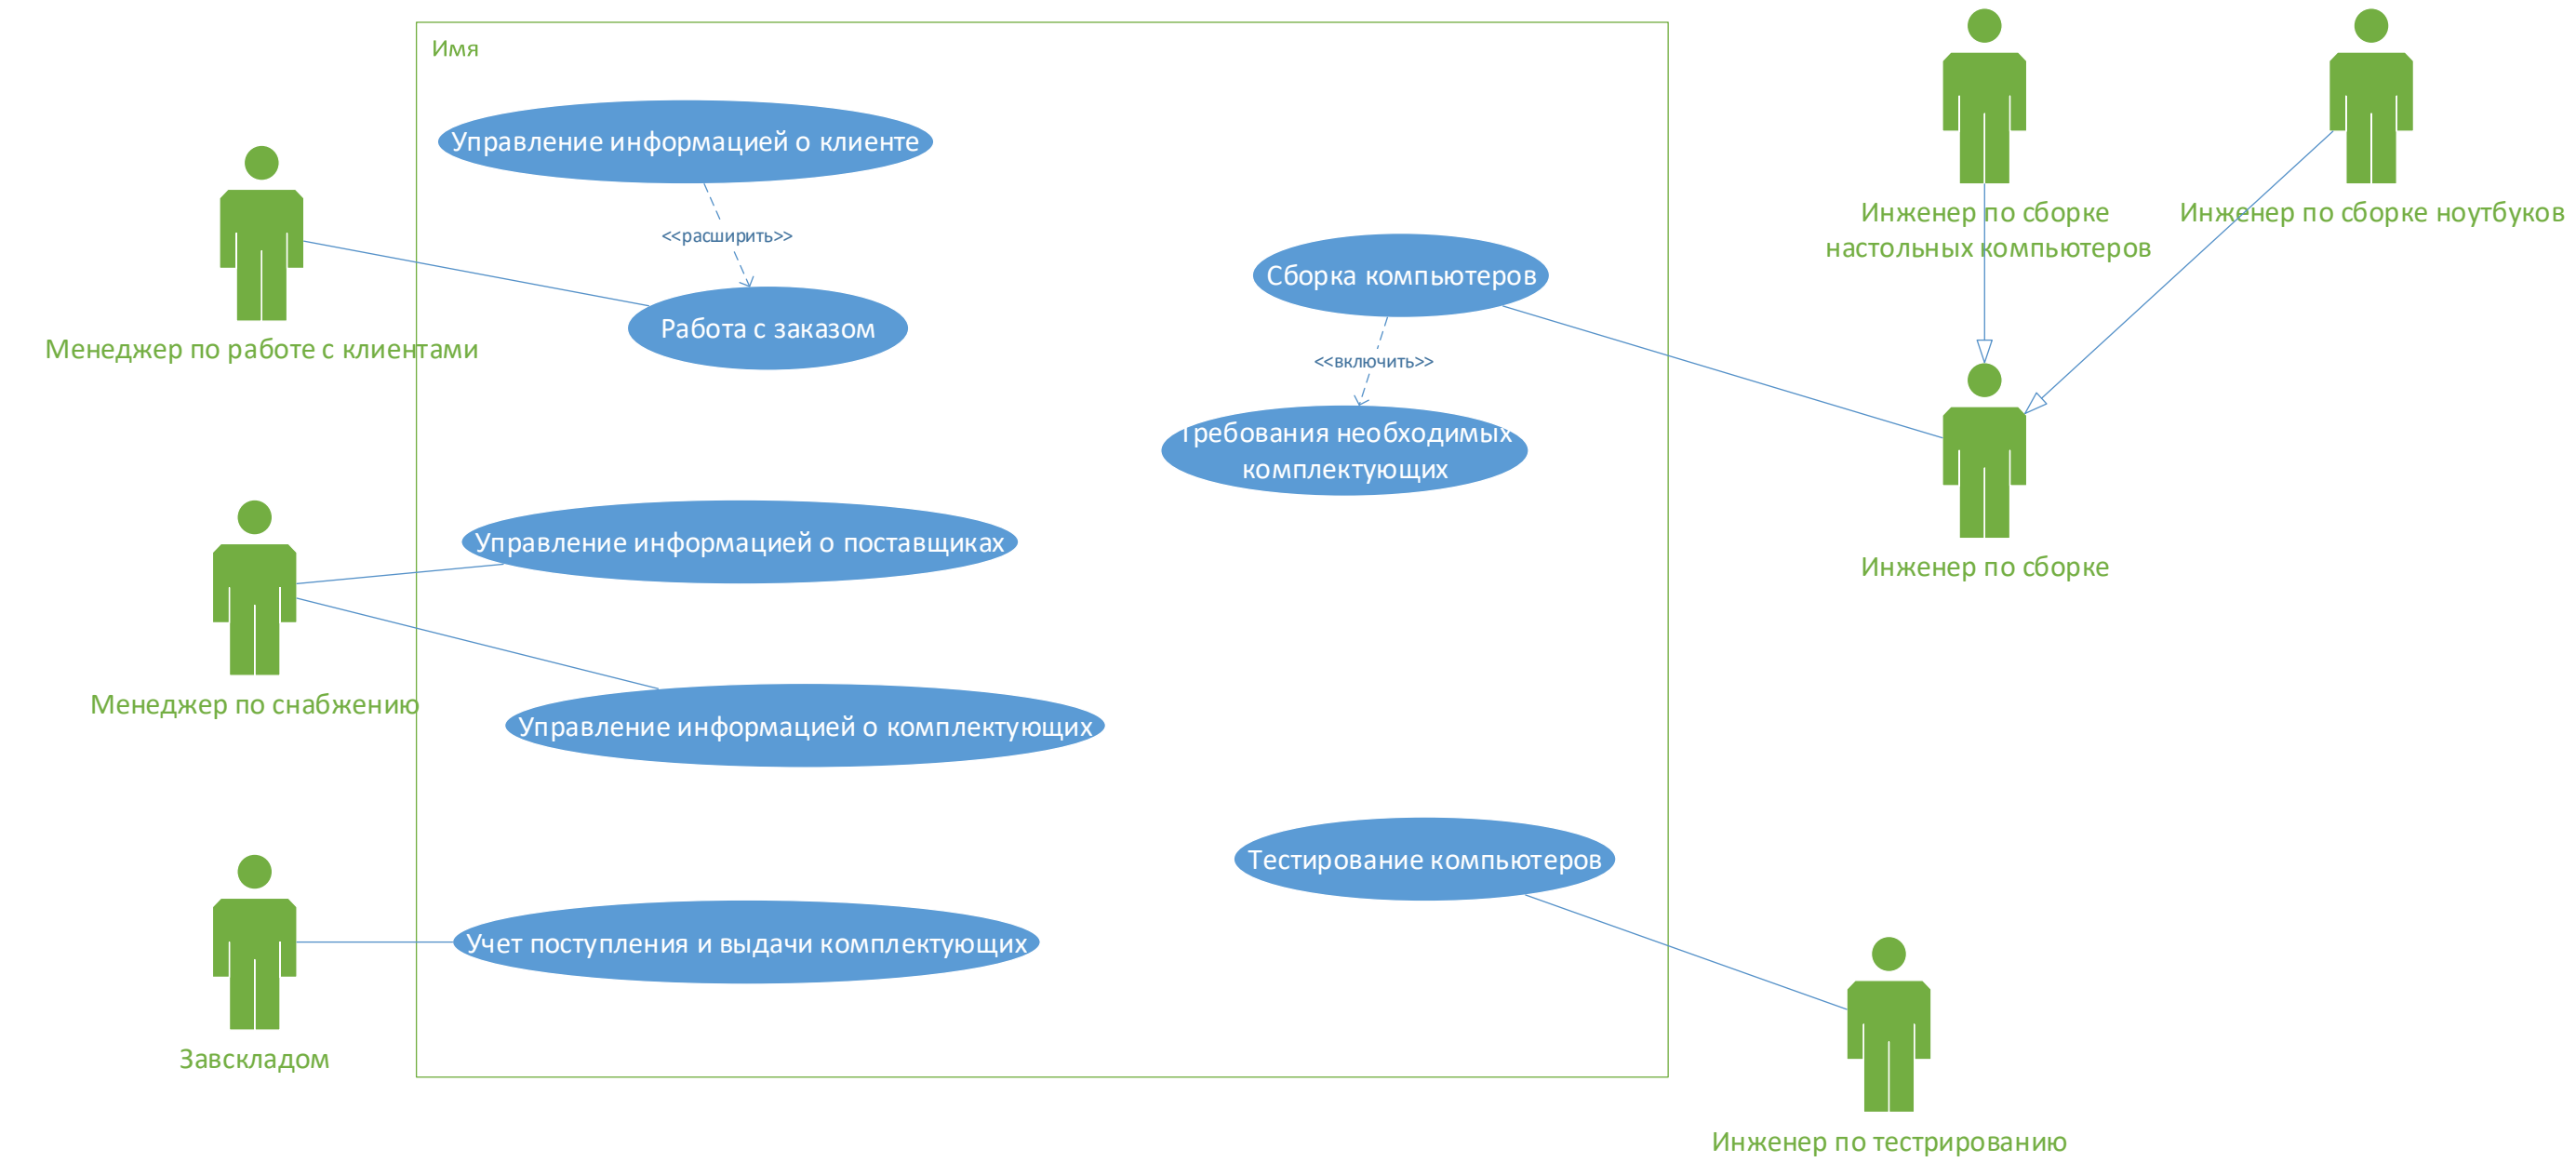 Имя
Управление информацией о клиенте
<<расширить>>
Работа с заказом
Менеджер по работе с клиентами
Сборка компьютеров
<<включить>>
Требования необходимых
комплектующих
Инженер по сборке
настольных компьютеров
Инженер по сборке ноутбуков
Инженер по сборке
Управление информацией о поставщиках
Менеджер по снабжению
Управление информацией о комплектующих
Тестирование компьютеров
Учет поступления и выдачи комплектующих
Завскладом
Инженер по тестрированию